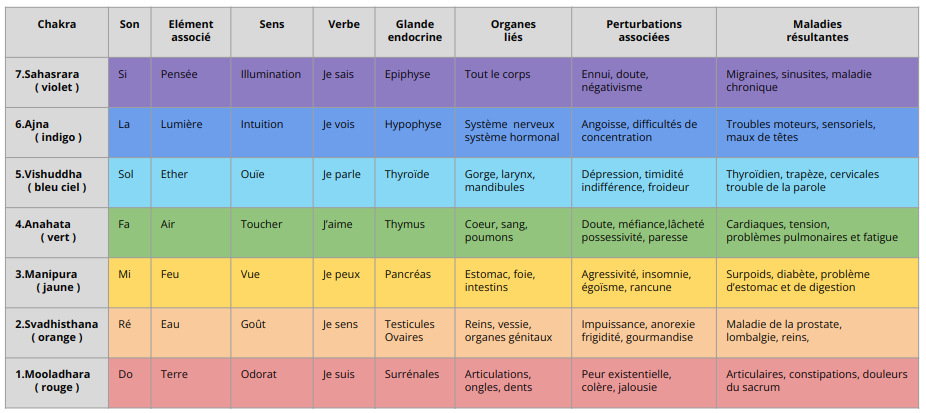 Chakra Son Elément associé Sens Verbe Glande endocrine Organes liés Perturbations associées Maladies résultantes
7.Sahasrara ( violet ) Si Pensée Illumination Je sais Epiphyse Tout le corps Ennui, doute, négativisme Migraines, sinusites, maladie chronique
6.Ajna ( indigo ) La Lumière Intuition Je vois Hypophyse Système nerveux système hormonal Angoisse, difficultés de concentration Troubles moteurs, sensoriels, maux de têtes
5.Vishuddha ( bleu ciel ) Sol Ether Ouïe Je parle Thyroïde Gorge, larynx, mandibules Dépression, timidité indifférence, froideur Thyroïdien, trapèze, cervicales trouble de la parole
4.Anahata ( vert ) Fa Air Toucher J'aime Thymus Coeur, sang, poumons Doute, méfiance,lâcheté possessivité, paresse Cardiaques, tension, problèmes pulmonaires et fatigue
3.Manipura ( jaune ) Mi Feu Vue Je peux Pancréas Estomac, foie, intestins Agressivité, insomnie, égoïsme, rancune Surpoids, diabète, problème d'estomac et de digestion
2.Svadhisthana ( orange ) Ré Eau Goût Je sens Testicules Ovaires Reins, vessie, organes génitaux Impuissance, anorexie frigidité, gourmandise Maladie de la prostate, lombalgie, reins,
1.Mooladhara ( rouge ) Do Terre Odorat Je suis Surrénales Articulations, ongles, dents Peur existentielle, colère, jalousie Articulaires, constipations, douleurs du sacrum